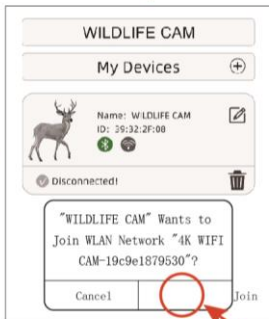 WILDLIFE CAM
My Devices
Name: WILDLIFE CAM
ID: 39:32:2F:08
Disconnected!
"WILDLIFE CAM" Wants to
Join WLAN Network "4K WIFI
CAM-19c9e1879530"?
Cancel
Join